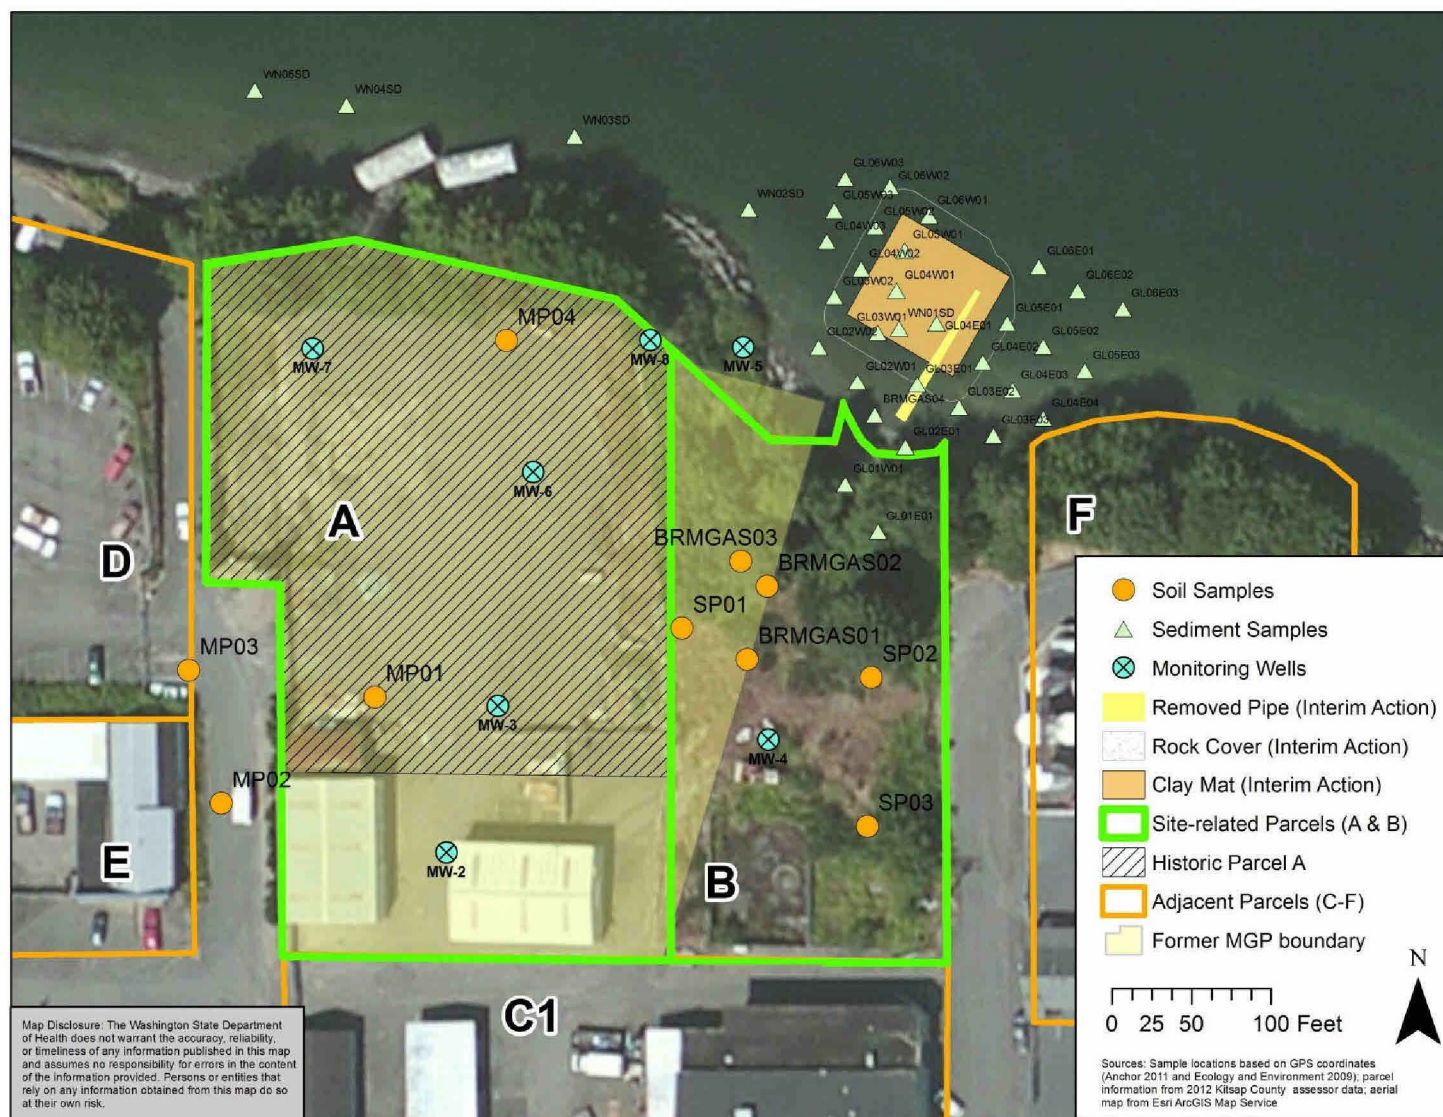 WN05SD
WN04SD
WN03SD
GL06W03
GL06W02
WN02SD
GL05W03
GL06W01
GL05W02
GL04W03
GL05W01
GL04W02
GL06E01
GL04W01
GL03W02
GL06E02
GL06E03
GL03W01
WN01SD
GL05E01
MP04
GL02W02
GL04E01
GL05E02
MW-8
MW-5
MW-7
GL04E02
GL02W01
GL03E01
GL04E03
GL05E03
GL03E02
BRMGAS04
GL04E04
GL03E03
GL02E01
GL01W01
MW-6
A
F
GL01E01
D
BRMGAS03
BRMGAS02
SP01
BRMGAS01
MP03
SP02
MP01
MW-3
MW-4
MP02
SP03
E
MW-2
B
C1
Soil Samples
Sediment Samples
Monitoring Wells
Removed Pipe (Interim Action)
Rock Cover (Interim Action)
Clay Mat (Interim Action)
Site-related Parcels (A & B)
Historic Parcel A
Adjacent Parcels (C-F)
Former MGP boundary
N
0 25 50 100 Feet
Sources: Sample locations based on GPS coordinates
(Anchor 2011 and Ecology and Environment 2009); parcel
information from 2012 Kitsap County assessor data; aerial
map from Esri ArcGIS Map Service
Map Disclosure: The Washington State Department
of Health does not warrant the accuracy, reliability,
or timeliness of any information published in this map
and assumes no responsibility for errors in the content
of the information provided. Persons or entities that
rely on any information obtained from this map do so
at their own risk.